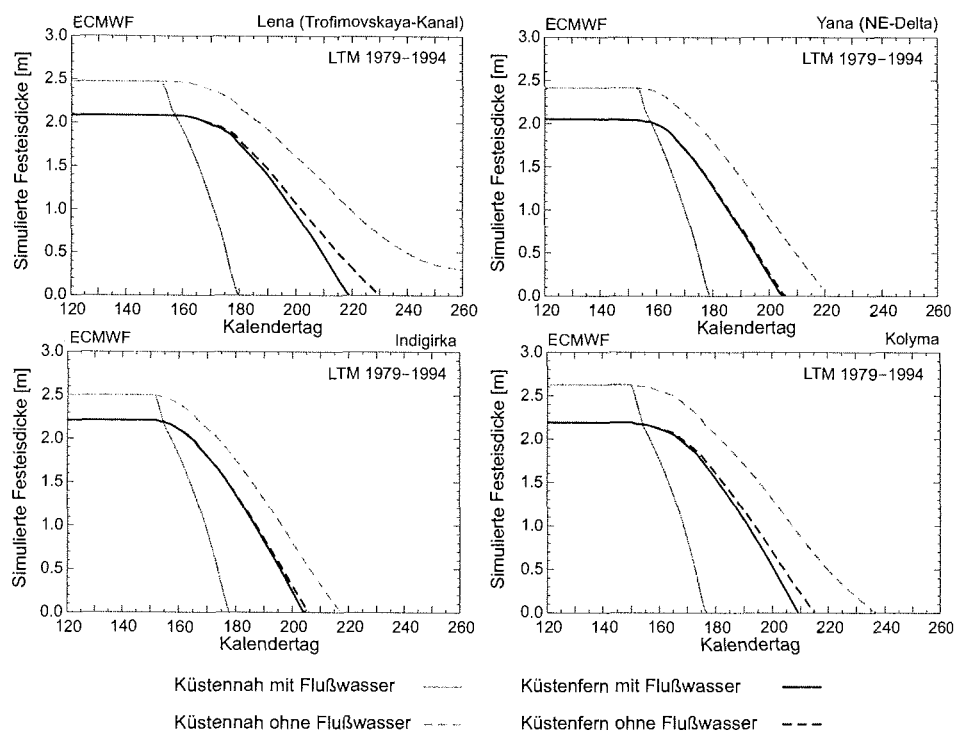 ECMWF Lena (Trofimovskaya-Kanal)
LTM 1979–1994
Simulierte Festeisdicke [m]
3.0
2.5
2.0
1.5
1.0
0.5
0.0
120 140 160 180 200 220 240 260
Kalendertag
ECMWF Yana (NE-Delta)
LTM 1979–1994
Simulierte Festeisdicke [m]
3.0
2.5
2.0
1.5
1.0
0.5
0.0
120 140 160 180 200 220 240 260
Kalendertag
ECMWF Indigirka
LTM 1979–1994
Simulierte Festeisdicke [m]
3.0
2.5
2.0
1.5
1.0
0.5
0.0
120 140 160 180 200 220 240 260
Kalendertag
ECMWF Kolyma
LTM 1979–1994
Simulierte Festeisdicke [m]
3.0
2.5
2.0
1.5
1.0
0.5
0.0
120 140 160 180 200 220 240 260
Kalendertag
Küstennah mit Flußwasser
Küstenfern mit Flußwasser
Küstennah ohne Flußwasser
Küstenfern ohne Flußwasser